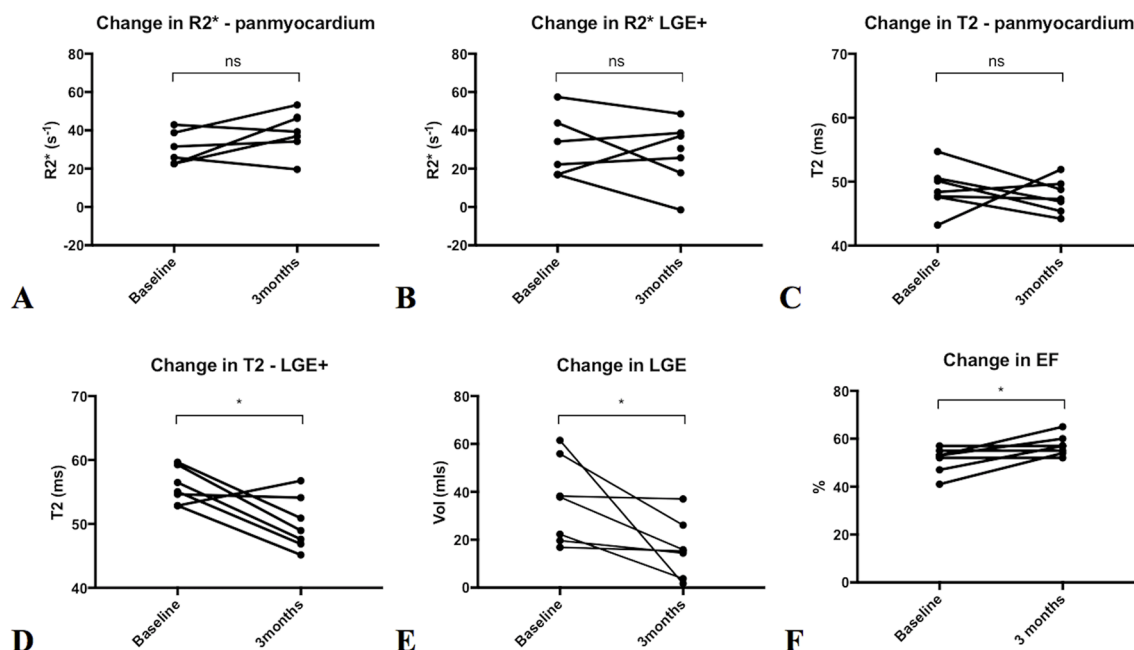 Change in R2* - panmyocardium
80
60
40
20
0
-20
R2* (s-1)
ns
Baseline
3months
A
Change in R2* LGE+
80
60
40
20
0
-20
R2* (s-1)
ns
Baseline
3months
B
Change in T2 - panmyocardium
70
60
50
40
T2 (ms)
ns
Baseline
3months
C
Change in T2 - LGE+
70
60
50
40
T2 (ms)
*
Baseline
3months
D
Change in LGE
80
60
40
20
0
Vol (mls)
*
Baseline
3months
E
Change in EF
80
60
40
20
0
%
*
Baseline
3 months
F